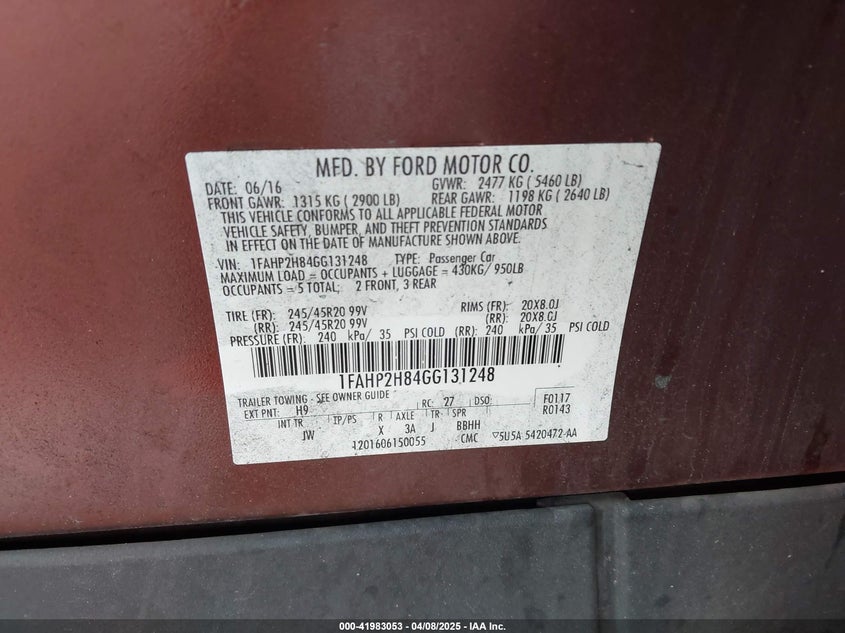 MFD. BY FORD MOTOR CO.
DATE: 06/16 GVWR: 2477 KG ( 5460 LB)
FRONT GAWR: 1315 KG ( 2900 LB) REAR GAWR: 1198 KG ( 2640 LB)
THIS VEHICLE CONFORMS TO ALL APPLICABLE FEDERAL MOTOR
VEHICLE SAFETY, BUMPER, AND THEFT PREVENTION STANDARDS
IN EFFECT ON THE DATE OF MANUFACTURE SHOWN ABOVE.
VIN: 1FAHP2H84GG131248 TYPE: Passenger Car
MAXIMUM LOAD = OCCUPANTS + LUGGAGE = 430KG/ 950LB
OCCUPANTS = 5 TOTAL; 2 FRONT, 3 REAR
TIRE (FR): 245/45R20 99V RIMS (FR): 20X8.0J
(RR): 245/45R20 99V (RR): 20X8.0J
PRESSURE (FR): 240 kPa/ 35 PSI COLD (RR): 240 kPa/ 35 PSI COLD
1FAHP2H84GG131248
TRAILER TOWING - SEE OWNER GUIDE
EXT PNT: H9 RC: 27 DSO: F0117
R0143
INT TR TP/PS R AXLE TR SPR
JW X 3A J BBHH
1201606150055 CMC ▽5U5A 5420472-AA
000-41983053 - 04/08/2025 - IAA Inc.